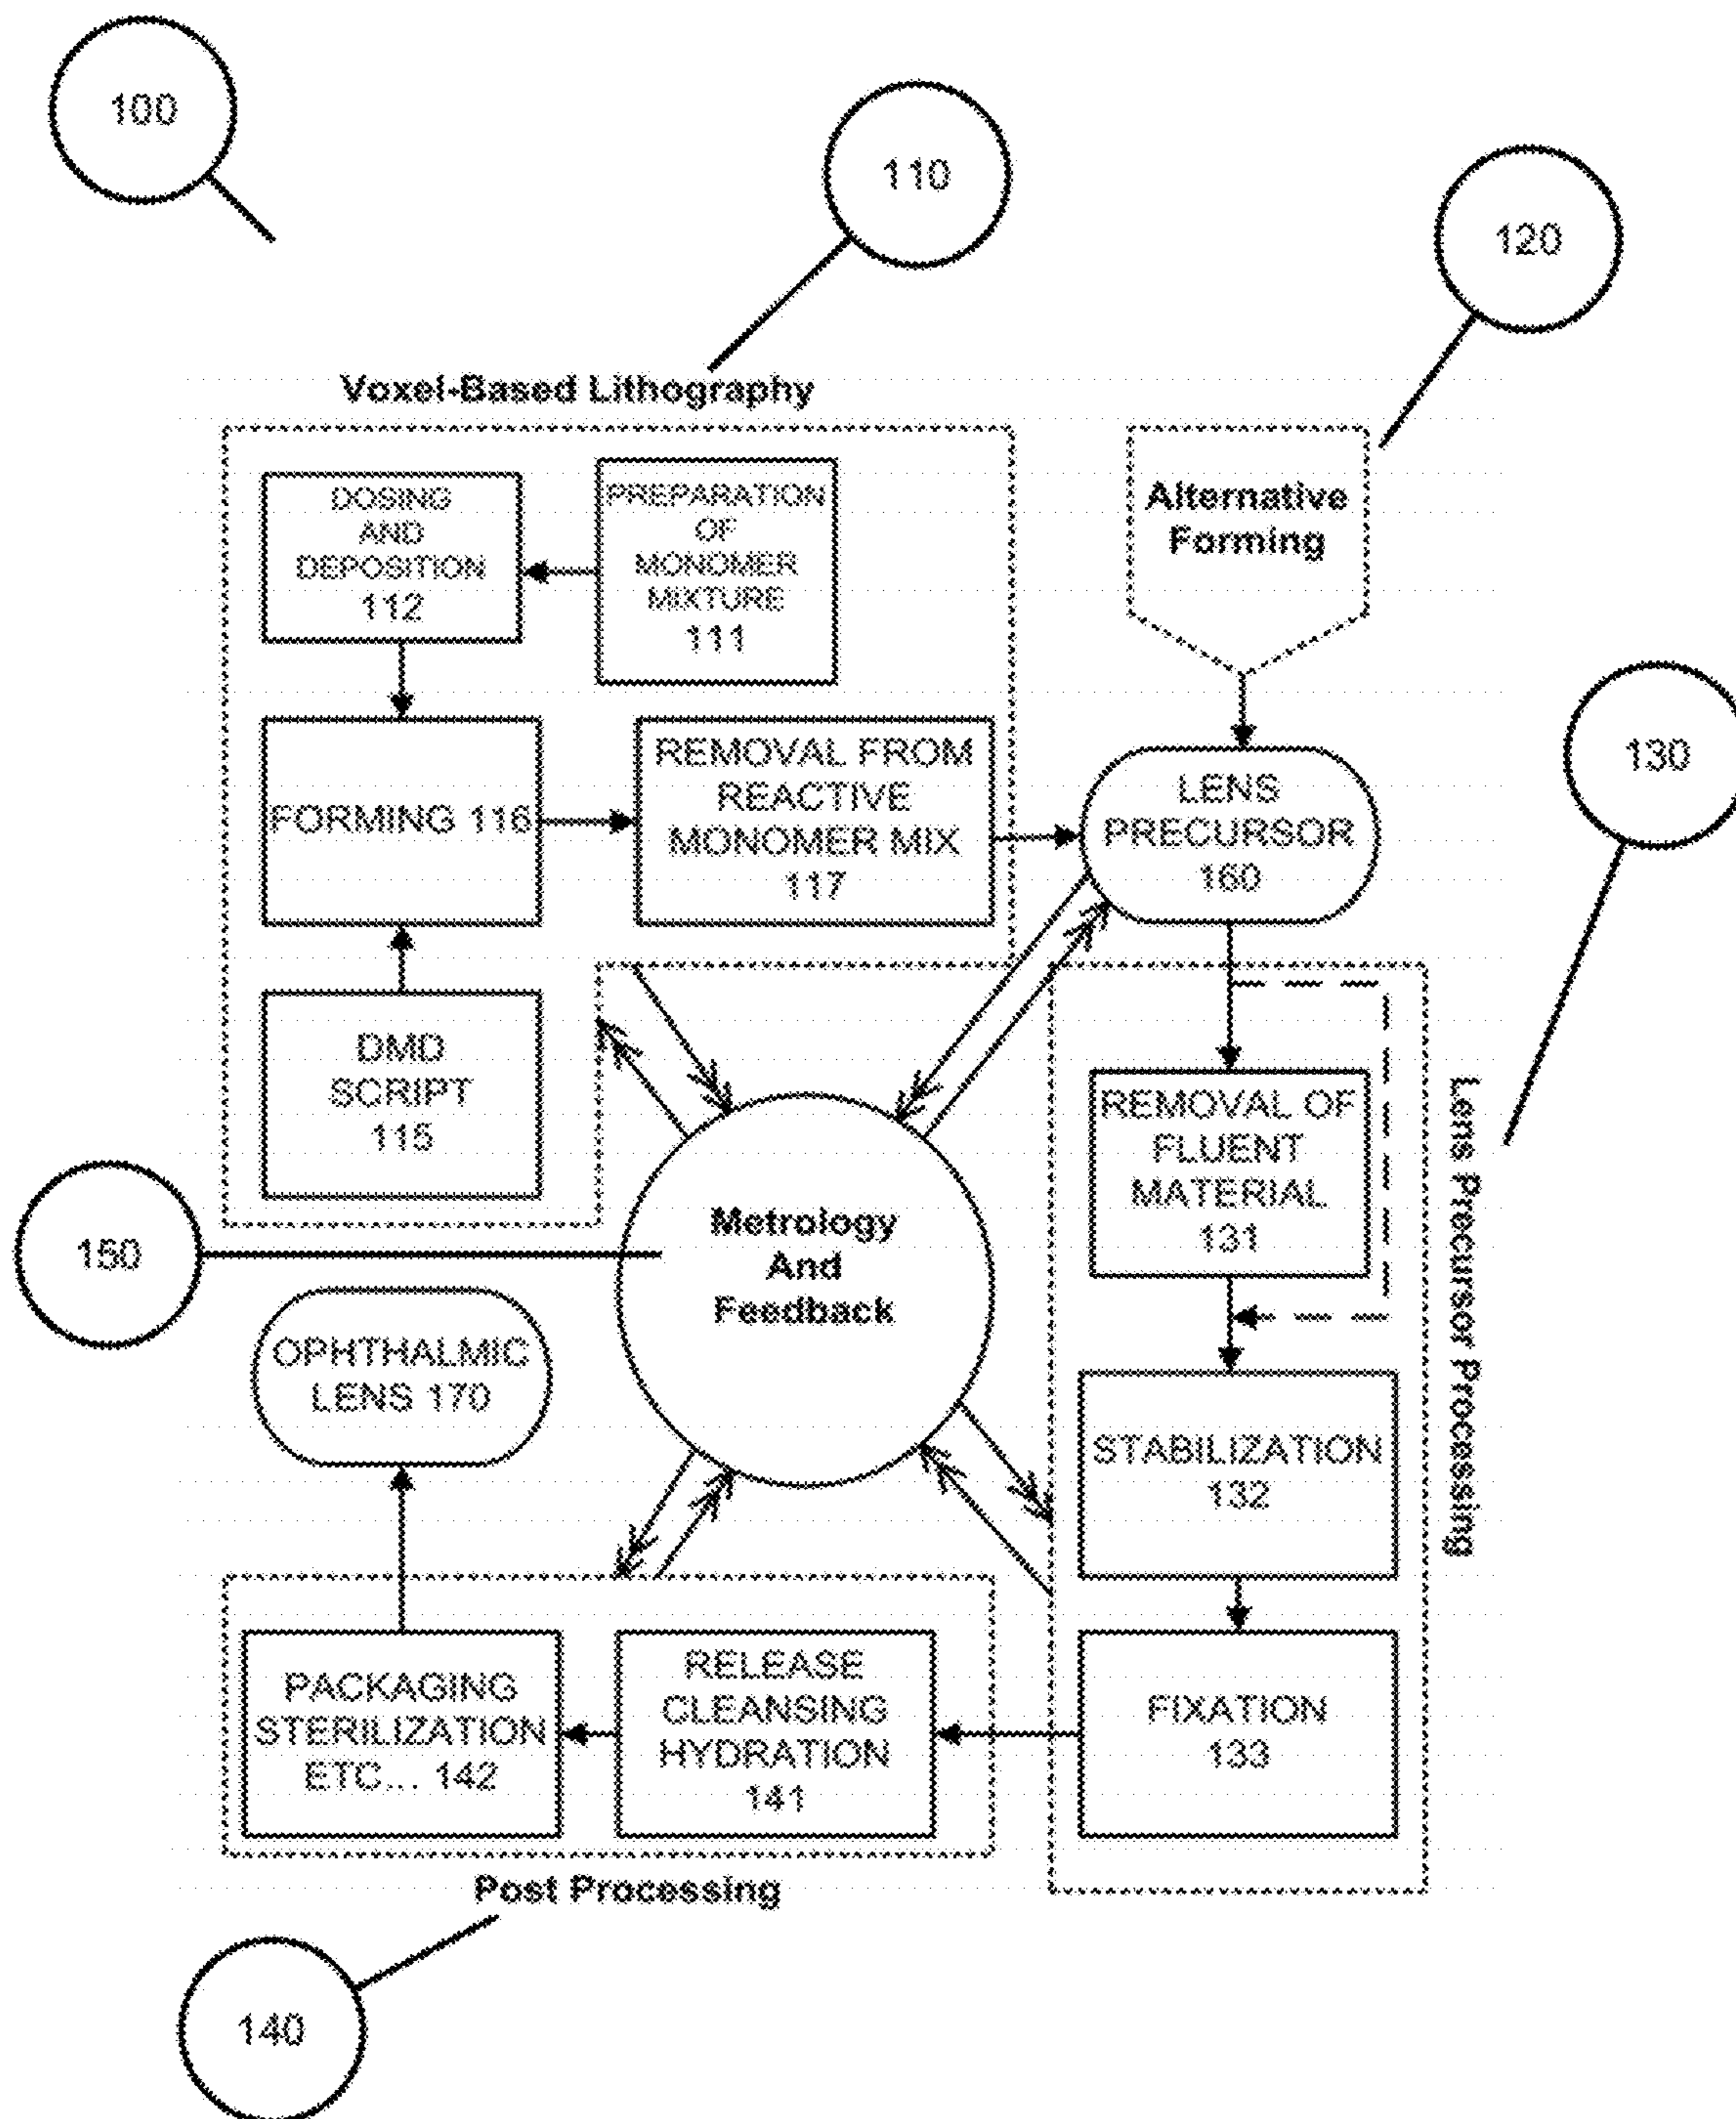 100
110
120
Voxel-Based Lithography
DOSING
AND
DEPOSITION
112
PREPARATION
OF
MONOMER
MIXTURE
111
Alternative
Forming
FORMING 116
REMOVAL FROM
REACTIVE
MONOMER MIX
117
LENS
PRECURSOR
160
130
DMD
SCRIPT
115
REMOVAL OF
FLUENT
MATERIAL
131
Lens Precursor Processing
150
Metrology
And
Feedback
OPHTHALMIC
LENS 170
STABILIZATION
132
PACKAGING
STERILIZATION
ETC... 142
RELEASE
CLEANSING
HYDRATION
141
FIXATION
133
Post Processing
140